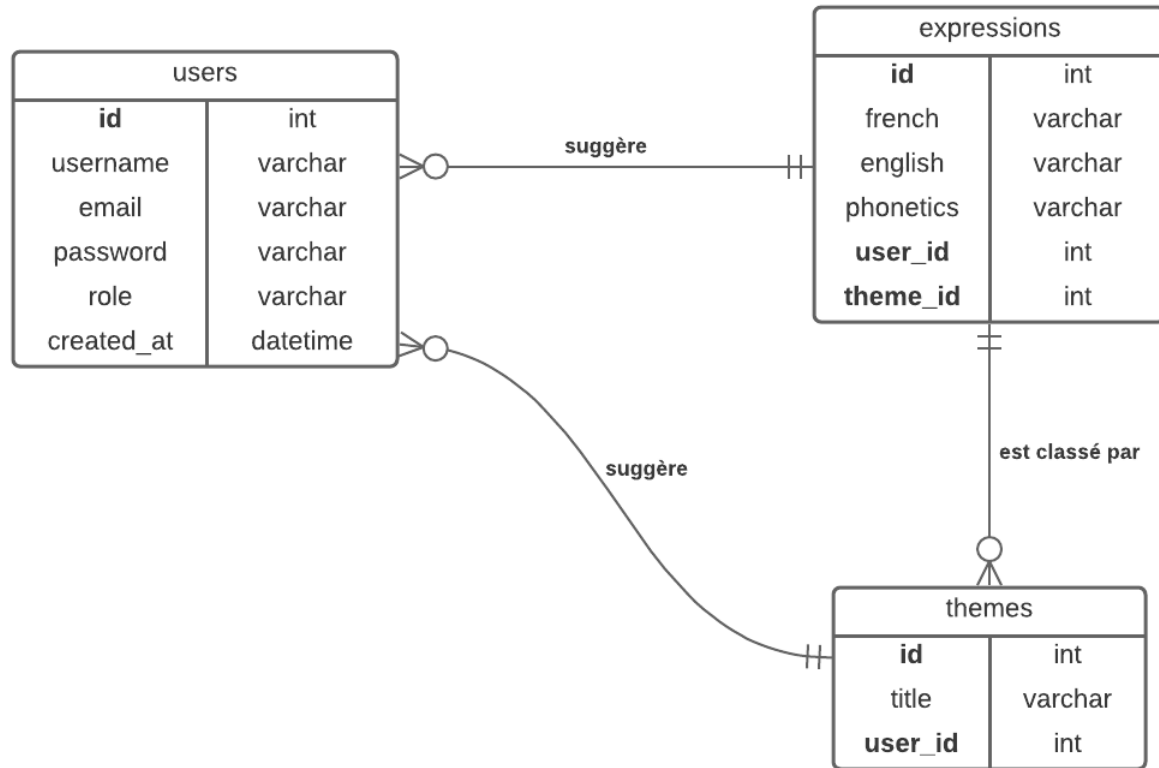 users
id int
username varchar
email varchar
password varchar
role varchar
created_at datetime
suggère
expressions
id int
french varchar
english varchar
phonetics varchar
user_id int
theme_id int
suggère
est classé par
themes
id int
title varchar
user_id int